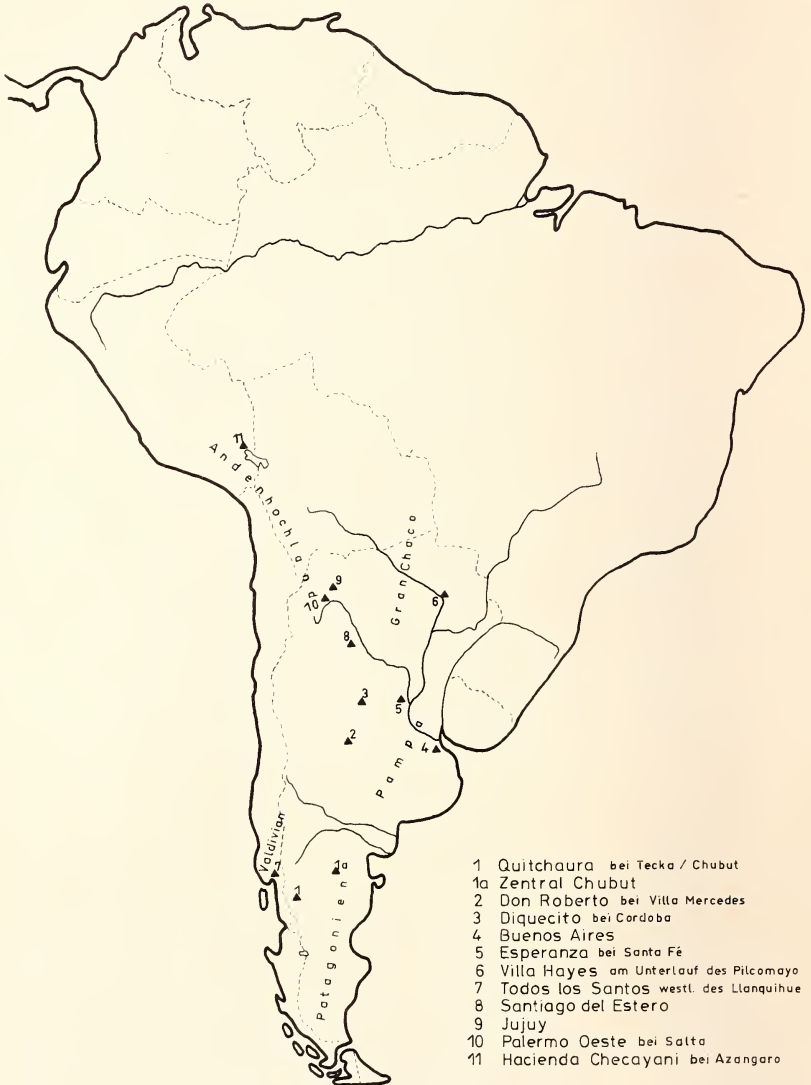 11
Andenhochland
Gran Chaco
9
10
6
8
3
5
2
4
Pampa
Valdivian
7
1a
1
Patagonien
1 Quitchaura bei Tecka / Chubut
1a Zentral Chubut
2 Don Roberto bei Villa Mercedes
3 Diquecito bei Cordoba
4 Buenos Aires
5 Esperanza bei Santa Fé
6 Villa Hayes am Unterlauf des Pilcomayo
7 Todos los Santos westl. des Llanquihue
8 Santiago del Estero
9 Jujuy
10 Palermo Oeste bei Salta
11 Hacienda Checayani bei Azangaro